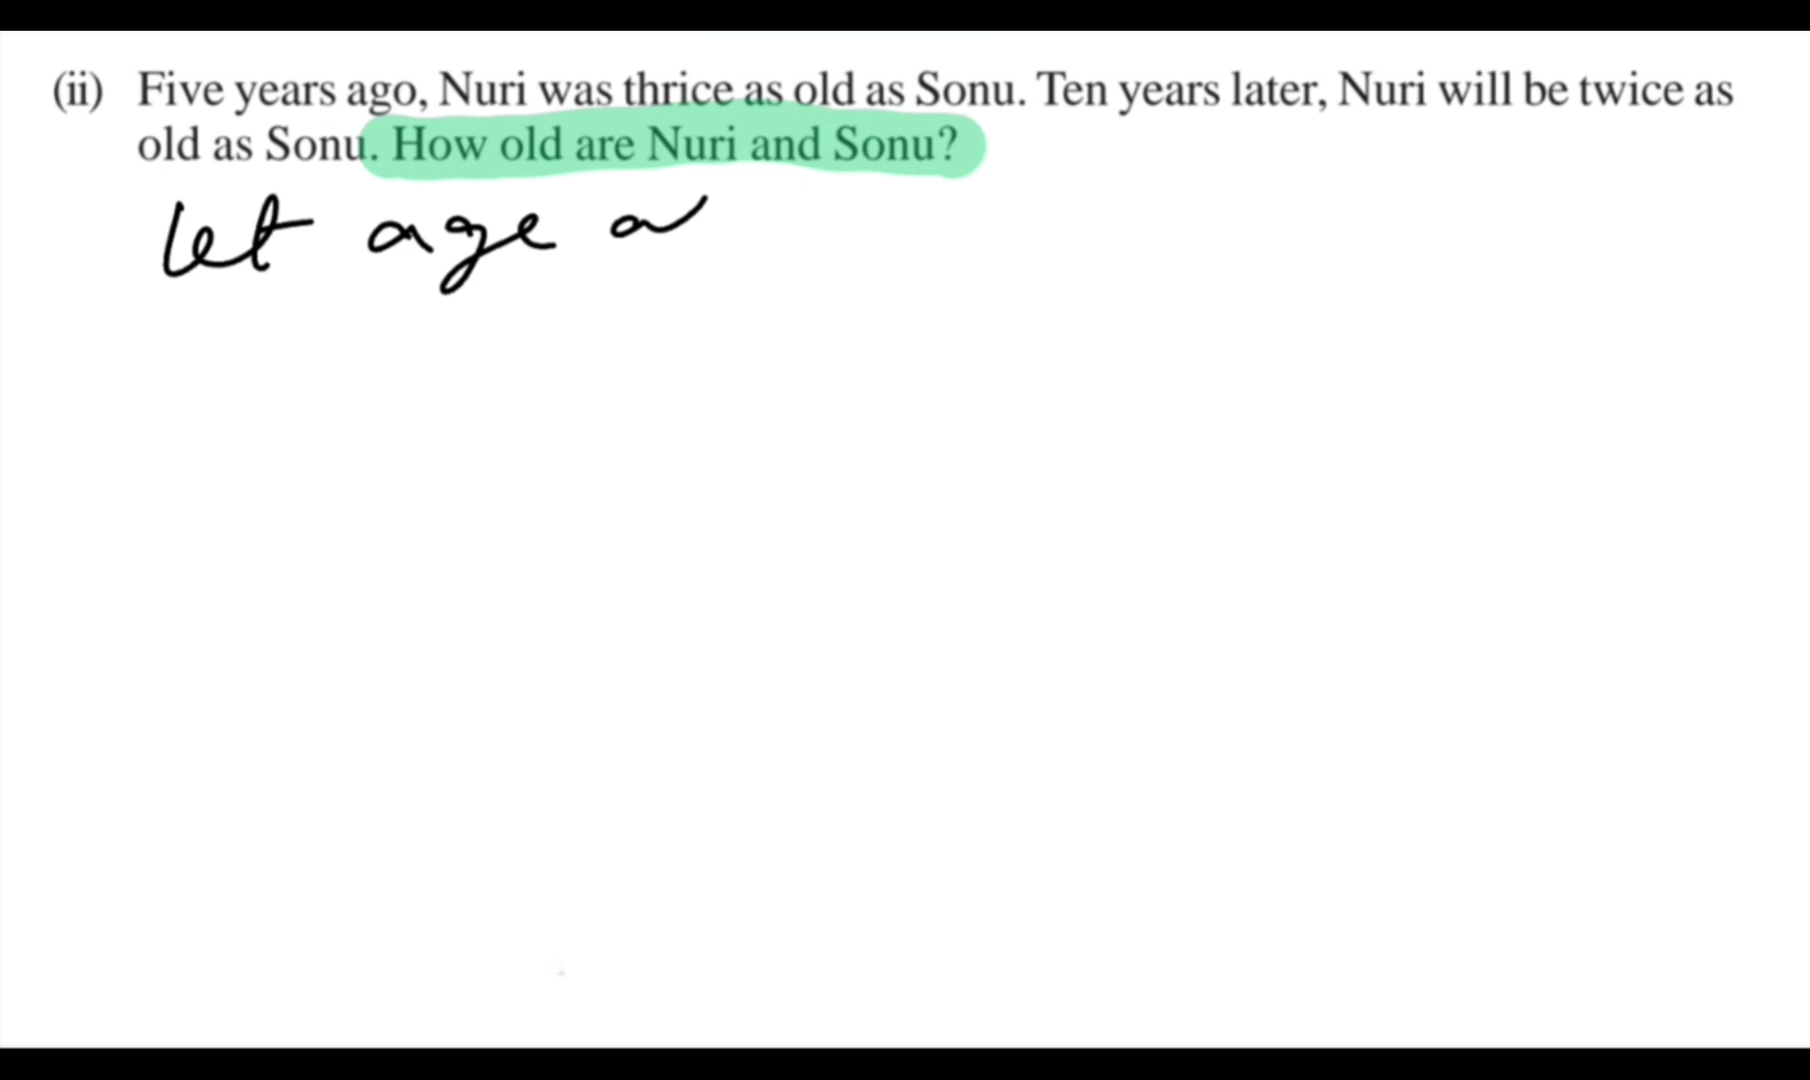 (ii) Five years ago, Nuri was thrice as old as Sonu. Ten years later, Nuri will be twice as
old as Sonu. How old are Nuri and Sonu?
let age